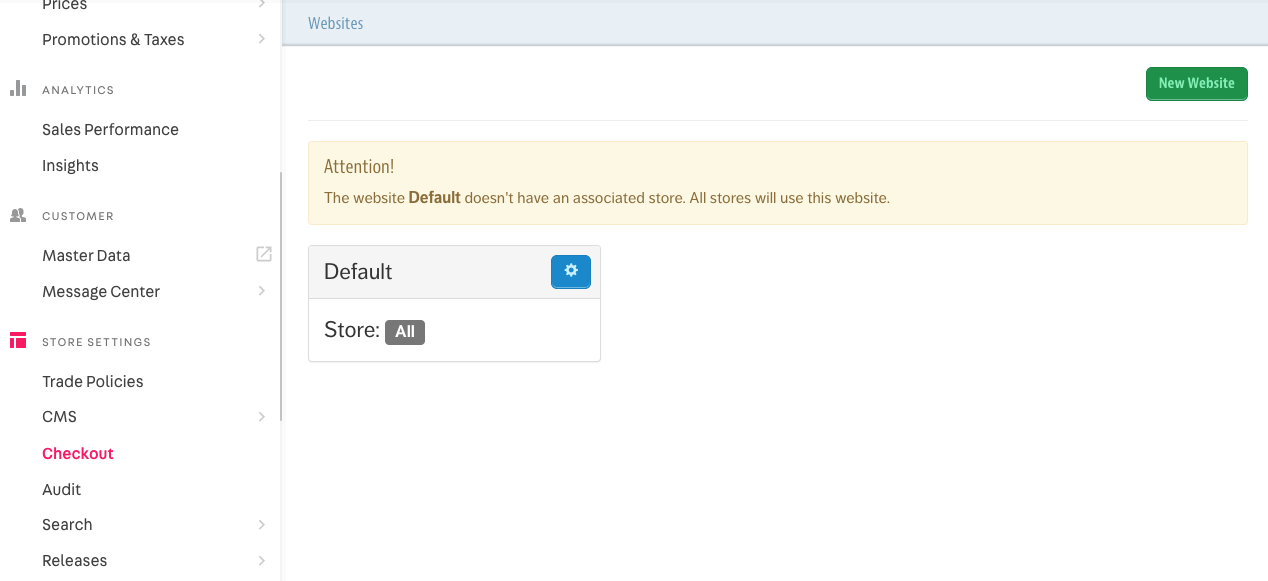 Prices
Promotions & Taxes
ANALYTICS
Sales Performance
Insights
CUSTOMER
Master Data
Message Center
STORE SETTINGS
Trade Policies
CMS
Checkout
Audit
Search
Releases
Websites
New Website
Attention!
The website Default doesn't have an associated store. All stores will use this website.
Default
Store: All